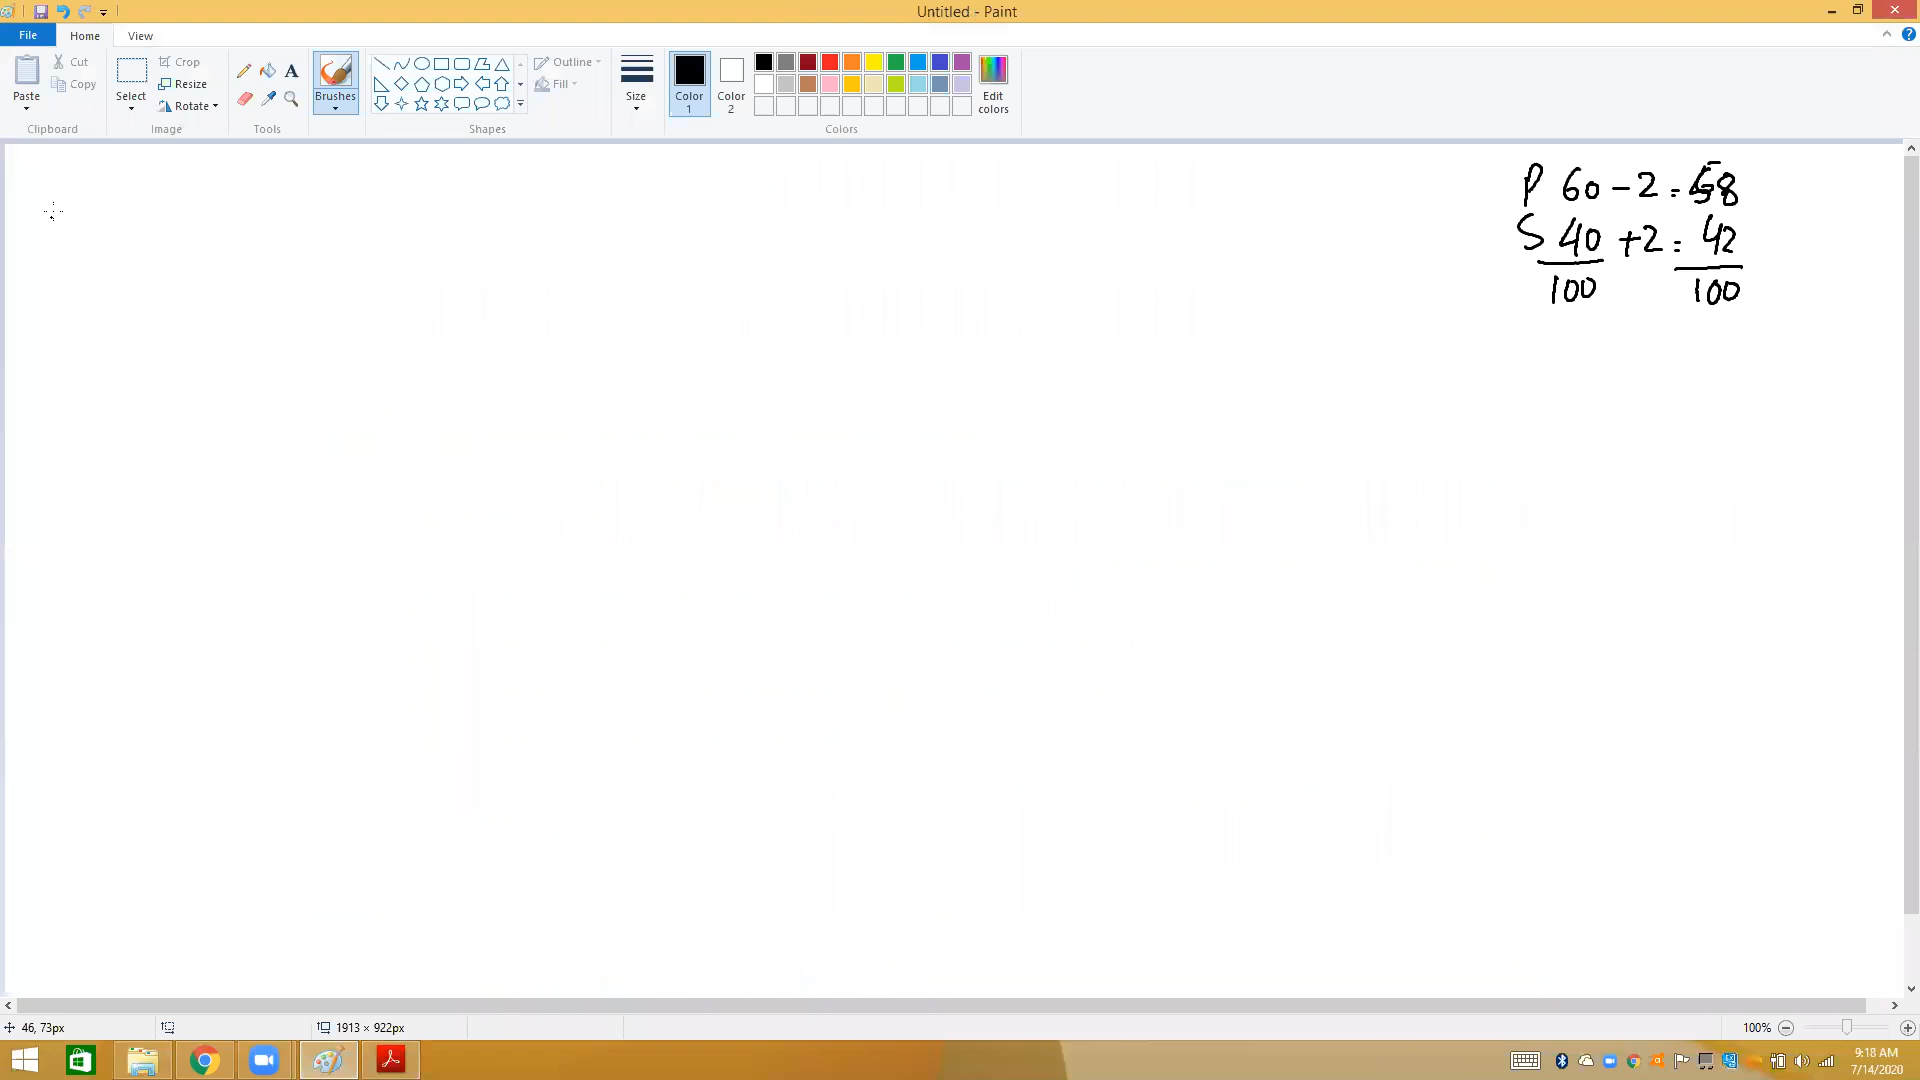 Untitled - Paint
File Home View
Paste Cut Copy Clipboard
Select Crop Resize Rotate Image
Tools
Brushes
Shapes Outline Fill
Size
Color 1 Color 2 Edit colors Colors
P 60 - 2 = 58
S 40 + 2 = 42
100 100
46, 73px 1913 × 922px 100%
9:18 AM
7/14/2020